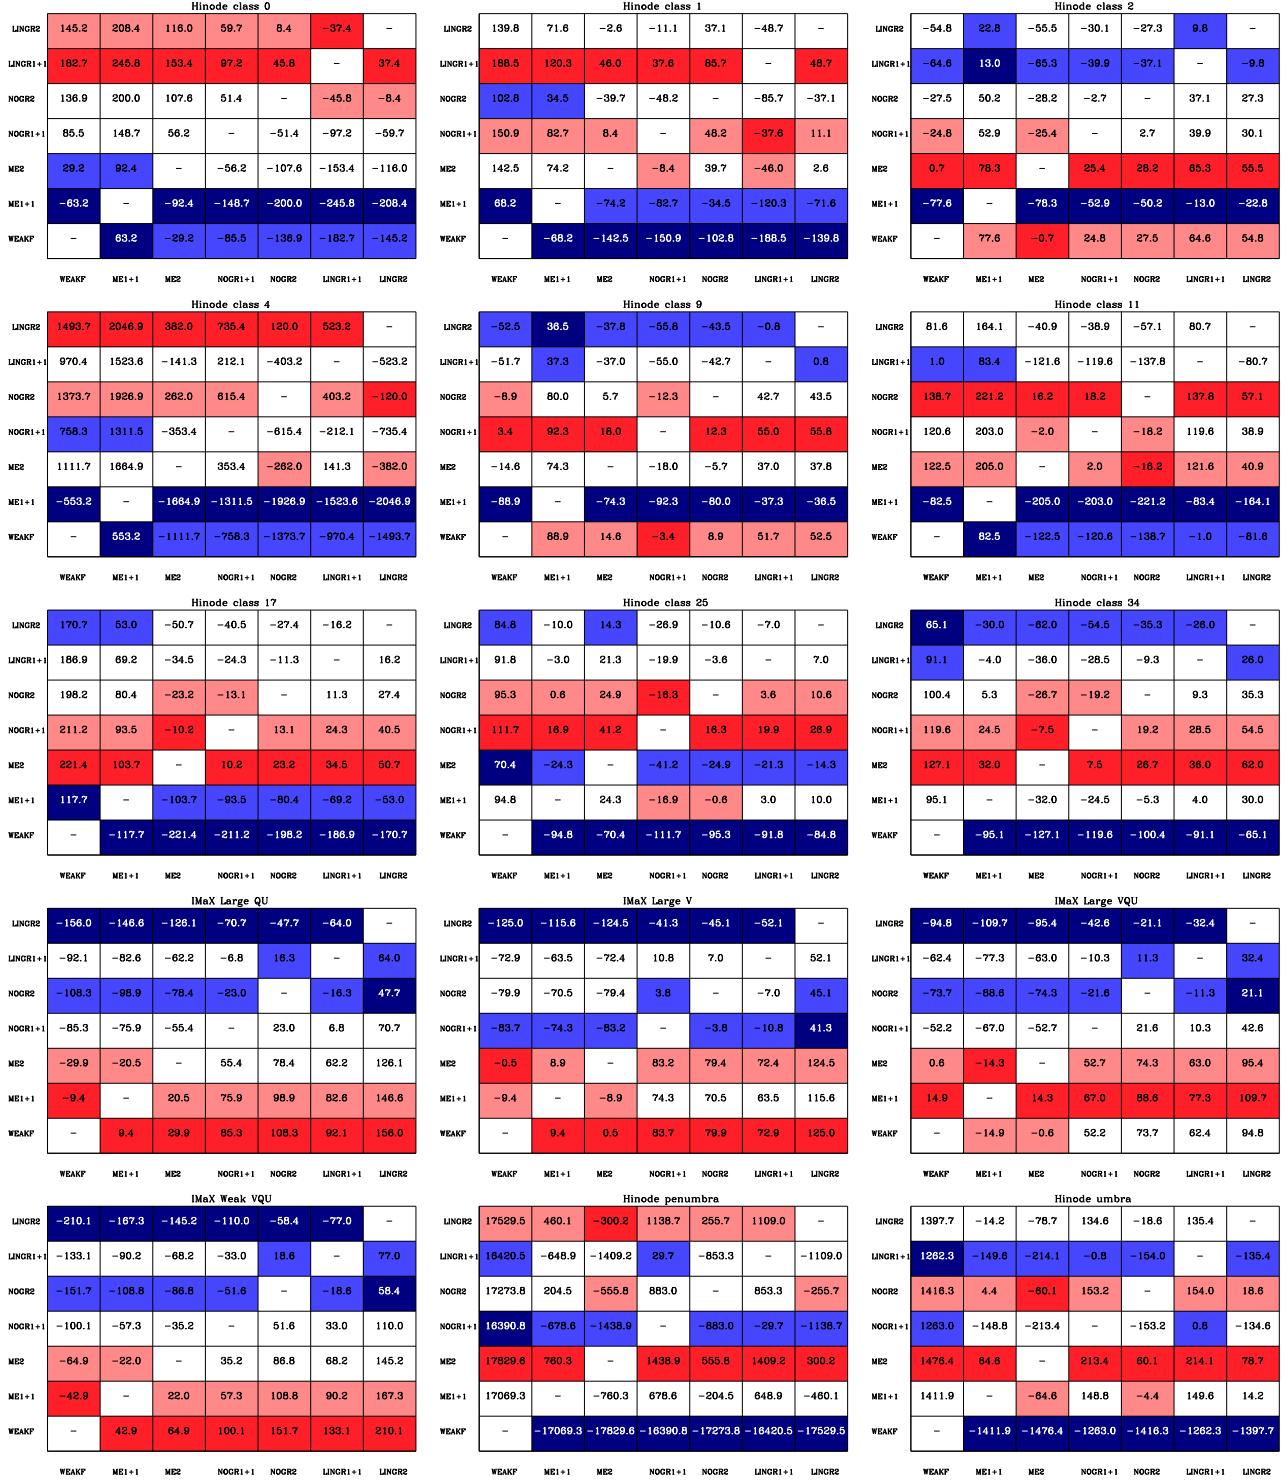 Hinode class 0 Hinode class 1 Hinode class 2
LINGR2 145.2 208.4 116.0 59.7 8.4 −37.4 – LINGR2 139.8 71.6 −2.6 −11.1 37.1 −48.7 – LINGR2 −54.8 22.8 −55.5 −30.1 −27.3 9.8 –
LINGR1+1 182.7 245.8 153.4 97.2 45.8 – 37.4 LINGR1+1 188.5 120.3 46.0 37.6 85.7 – 48.7 LINGR1+1 −64.6 13.0 −65.3 −39.9 −37.1 – −9.8
NOGR2 136.9 200.0 107.6 51.4 – −45.8 −8.4 NOGR2 102.8 34.5 −39.7 −48.2 – −85.7 −37.1 NOGR2 −27.5 50.2 −28.2 −2.7 – 37.1 27.3
NOGR1+1 85.5 148.7 56.2 – −51.4 −97.2 −59.7 NOGR1+1 150.9 82.7 8.4 – 48.2 −37.6 11.1 NOGR1+1 −24.8 52.9 −25.4 – 2.7 39.9 30.1
ME2 29.2 92.4 – −56.2 −107.6 −153.4 −116.0 ME2 142.5 74.2 – −8.4 39.7 −46.0 2.6 ME2 0.7 78.3 – 25.4 28.2 65.3 55.5
ME1+1 −63.2 – −92.4 −148.7 −200.0 −245.8 −208.4 ME1+1 68.2 – −74.2 −82.7 −34.5 −120.3 −71.6 ME1+1 −77.6 – −78.3 −52.9 −50.2 −13.0 −22.8
WEAKF – 63.2 −29.2 −85.5 −136.9 −182.7 −145.2 WEAKF – −68.2 −142.5 −150.9 −102.8 −188.5 −139.8 WEAKF – 77.6 −0.7 24.8 27.5 64.6 54.8
WEAKF ME1+1 ME2 NOGR1+1 NOGR2 LINGR1+1 LINGR2 WEAKF ME1+1 ME2 NOGR1+1 NOGR2 LINGR1+1 LINGR2 WEAKF ME1+1 ME2 NOGR1+1 NOGR2 LINGR1+1 LINGR2
Hinode class 4 Hinode class 9 Hinode class 11
LINGR2 1493.7 2046.9 382.0 735.4 120.0 523.2 – LINGR2 −52.5 36.5 −37.8 −55.8 −43.5 −0.8 – LINGR2 81.6 164.1 −40.9 −38.9 −57.1 80.7 –
LINGR1+1 970.4 1523.6 −141.3 212.1 −403.2 – −523.2 LINGR1+1 −51.7 37.3 −37.0 −55.0 −42.7 – 0.8 LINGR1+1 1.0 83.4 −121.6 −119.6 −137.8 – −80.7
NOGR2 1373.7 1926.9 262.0 615.4 – 403.2 −120.0 NOGR2 −8.9 80.0 5.7 −12.3 – 42.7 43.5 NOGR2 138.7 221.2 16.2 18.2 – 137.8 57.1
NOGR1+1 758.3 1311.5 −353.4 – −615.4 −212.1 −735.4 NOGR1+1 3.4 92.3 18.0 – 12.3 55.0 55.8 NOGR1+1 120.6 203.0 −2.0 – −18.2 119.6 38.9
ME2 1111.7 1664.9 – 353.4 −262.0 141.3 −382.0 ME2 −14.6 74.3 – −18.0 −5.7 37.0 37.8 ME2 122.5 205.0 – 2.0 −16.2 121.6 40.9
ME1+1 −553.2 – −1664.9 −1311.5 −1926.9 −1523.6 −2046.9 ME1+1 −88.9 – −74.3 −92.3 −80.0 −37.3 −36.5 ME1+1 −82.5 – −205.0 −203.0 −221.2 −83.4 −164.1
WEAKF – 553.2 −1111.7 −758.3 −1373.7 −970.4 −1493.7 WEAKF – 88.9 14.6 −3.4 8.9 51.7 52.5 WEAKF – 82.5 −122.5 −120.6 −138.7 −1.0 −81.6
WEAKF ME1+1 ME2 NOGR1+1 NOGR2 LINGR1+1 LINGR2 WEAKF ME1+1 ME2 NOGR1+1 NOGR2 LINGR1+1 LINGR2 WEAKF ME1+1 ME2 NOGR1+1 NOGR2 LINGR1+1 LINGR2
Hinode class 17 Hinode class 25 Hinode class 34
LINGR2 170.7 53.0 −50.7 −40.5 −27.4 −16.2 – LINGR2 84.8 −10.0 14.3 −26.9 −10.6 −7.0 – LINGR2 65.1 −30.0 −62.0 −54.5 −35.3 −26.0 –
LINGR1+1 186.9 69.2 −34.5 −24.3 −11.3 – 16.2 LINGR1+1 91.8 −3.0 21.3 −19.9 −3.6 – 7.0 LINGR1+1 91.1 −4.0 −36.0 −28.5 −9.3 – 26.0
NOGR2 198.2 80.4 −23.2 −13.1 – 11.3 27.4 NOGR2 95.3 0.6 24.9 −16.3 – 3.6 10.6 NOGR2 100.4 5.3 −26.7 −19.2 – 9.3 35.3
NOGR1+1 211.2 93.5 −10.2 – 13.1 24.3 40.5 NOGR1+1 111.7 16.9 41.2 – 16.3 19.9 26.9 NOGR1+1 119.6 24.5 −7.5 – 19.2 28.5 54.5
ME2 221.4 103.7 – 10.2 23.2 34.5 50.7 ME2 70.4 −24.3 – −41.2 −24.9 −21.3 −14.3 ME2 127.1 32.0 – 7.5 26.7 36.0 62.0
ME1+1 117.7 – −103.7 −93.5 −80.4 −69.2 −53.0 ME1+1 94.8 – 24.3 −16.9 −0.6 3.0 10.0 ME1+1 95.1 – −32.0 −24.5 −5.3 4.0 30.0
WEAKF – −117.7 −221.4 −211.2 −198.2 −186.9 −170.7 WEAKF – −94.8 −70.4 −111.7 −95.3 −91.8 −84.8 WEAKF – −95.1 −127.1 −119.6 −100.4 −91.1 −65.1
WEAKF ME1+1 ME2 NOGR1+1 NOGR2 LINGR1+1 LINGR2 WEAKF ME1+1 ME2 NOGR1+1 NOGR2 LINGR1+1 LINGR2 WEAKF ME1+1 ME2 NOGR1+1 NOGR2 LINGR1+1 LINGR2
IMaX Large QU IMaX Large V IMaX Large VQU
LINGR2 −156.0 −146.6 −126.1 −70.7 −47.7 −64.0 – LINGR2 −125.0 −115.6 −124.5 −41.3 −45.1 −52.1 – LINGR2 −94.8 −109.7 −95.4 −42.6 −21.1 −32.4 –
LINGR1+1 −92.1 −82.6 −62.2 −6.8 16.3 – 64.0 LINGR1+1 −72.9 −63.5 −72.4 10.8 7.0 – 52.1 LINGR1+1 −62.4 −77.3 −63.0 −10.3 11.3 – 32.4
NOGR2 −108.3 −98.9 −78.4 −23.0 – −16.3 47.7 NOGR2 −79.9 −70.5 −79.4 3.8 – −7.0 45.1 NOGR2 −73.7 −88.6 −74.3 −21.6 – −11.3 21.1
NOGR1+1 −85.3 −75.9 −55.4 – 23.0 6.8 70.7 NOGR1+1 −83.7 −74.3 −83.2 – −3.8 −10.8 41.3 NOGR1+1 −52.2 −67.0 −52.7 – 21.6 10.3 42.6
ME2 −29.9 −20.5 – 55.4 78.4 62.2 126.1 ME2 −0.5 8.9 – 83.2 79.4 72.4 124.5 ME2 0.6 −14.3 – 52.7 74.3 63.0 95.4
ME1+1 −9.4 – 20.5 75.9 98.9 82.6 146.6 ME1+1 −9.4 – −8.9 74.3 70.5 63.5 115.6 ME1+1 14.9 – 14.3 67.0 88.6 77.3 109.7
WEAKF – 9.4 29.9 85.3 108.3 92.1 156.0 WEAKF – 9.4 0.5 83.7 79.9 72.9 125.0 WEAKF – −14.9 −0.6 52.2 73.7 62.4 94.8
WEAKF ME1+1 ME2 NOGR1+1 NOGR2 LINGR1+1 LINGR2 WEAKF ME1+1 ME2 NOGR1+1 NOGR2 LINGR1+1 LINGR2 WEAKF ME1+1 ME2 NOGR1+1 NOGR2 LINGR1+1 LINGR2
IMaX Weak VQU Hinode penumbra Hinode umbra
LINGR2 −210.1 −167.3 −145.2 −110.0 −58.4 −77.0 – LINGR2 17529.5 460.1 −300.2 1138.7 255.7 1109.0 – LINGR2 1397.7 −14.2 −78.7 134.6 −18.6 135.4 –
LINGR1+1 −133.1 −90.2 −68.2 −33.0 18.6 – 77.0 LINGR1+1 16420.5 −648.9 −1409.2 29.7 −853.3 – −1109.0 LINGR1+1 1262.3 −149.6 −214.1 −0.8 −154.0 – −135.4
NOGR2 −151.7 −108.8 −86.8 −51.6 – −18.6 58.4 NOGR2 17273.8 204.5 −555.8 883.0 – 853.3 −255.7 NOGR2 1416.3 4.4 −60.1 153.2 – 154.0 18.6
NOGR1+1 −100.1 −57.3 −35.2 – 51.6 33.0 110.0 NOGR1+1 16390.8 −678.6 −1438.9 – −883.0 −29.7 −1138.7 NOGR1+1 1263.0 −148.8 −213.4 – −153.2 0.8 −134.6
ME2 −64.9 −22.0 – 35.2 86.8 68.2 145.2 ME2 17829.6 760.3 – 1438.9 555.8 1409.2 300.2 ME2 1476.4 64.6 – 213.4 60.1 214.1 78.7
ME1+1 −42.9 – 22.0 57.3 108.8 90.2 167.3 ME1+1 17069.3 – −760.3 678.6 −204.5 648.9 −460.1 ME1+1 1411.9 – −64.6 148.8 −4.4 149.6 14.2
WEAKF – 42.9 64.9 100.1 151.7 133.1 210.1 WEAKF – −17069.3 −17829.6 −16390.8 −17273.8 −16420.5 −17529.5 WEAKF – −1411.9 −1476.4 −1263.0 −1416.3 −1262.3 −1397.7
WEAKF ME1+1 ME2 NOGR1+1 NOGR2 LINGR1+1 LINGR2 WEAKF ME1+1 ME2 NOGR1+1 NOGR2 LINGR1+1 LINGR2 WEAKF ME1+1 ME2 NOGR1+1 NOGR2 LINGR1+1 LINGR2